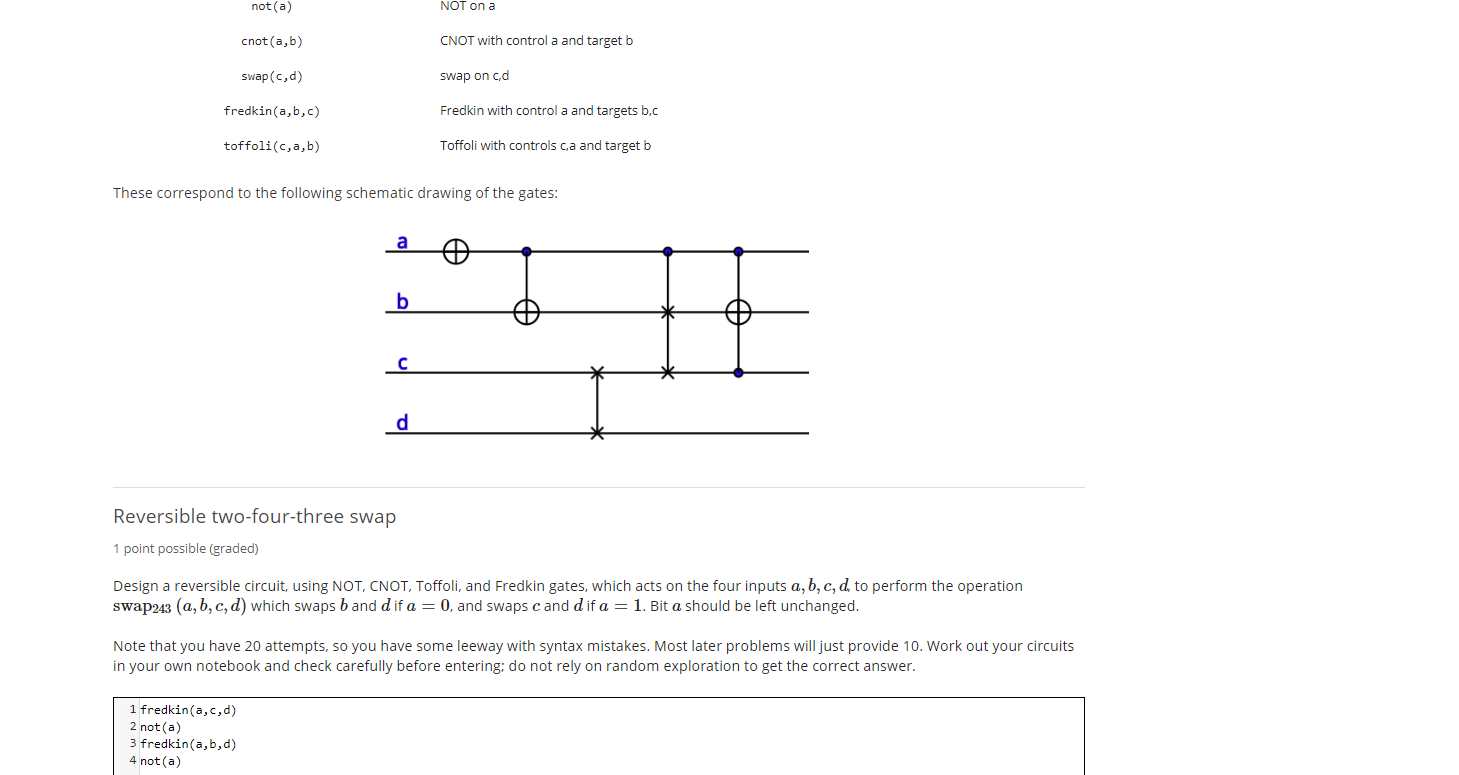 not(a) NOT on a
cnot(a,b) CNOT with control a and target b
swap(c,d) swap on c,d
fredkin(a,b,c) Fredkin with control a and targets b,c
toffoli(c,a,b) Toffoli with controls c,a and target b
These correspond to the following schematic drawing of the gates:
a
b
c
d
Reversible two-four-three swap
1 point possible (graded)
Design a reversible circuit, using NOT, CNOT, Toffoli, and Fredkin gates, which acts on the four inputs a, b, c, d, to perform the operation
swap₂₄₃ (a, b, c, d) which swaps b and d if a = 0, and swaps c and d if a = 1. Bit a should be left unchanged.
Note that you have 20 attempts, so you have some leeway with syntax mistakes. Most later problems will just provide 10. Work out your circuits
in your own notebook and check carefully before entering; do not rely on random exploration to get the correct answer.
1 fredkin(a,c,d)
2 not(a)
3 fredkin(a,b,d)
4 not(a)